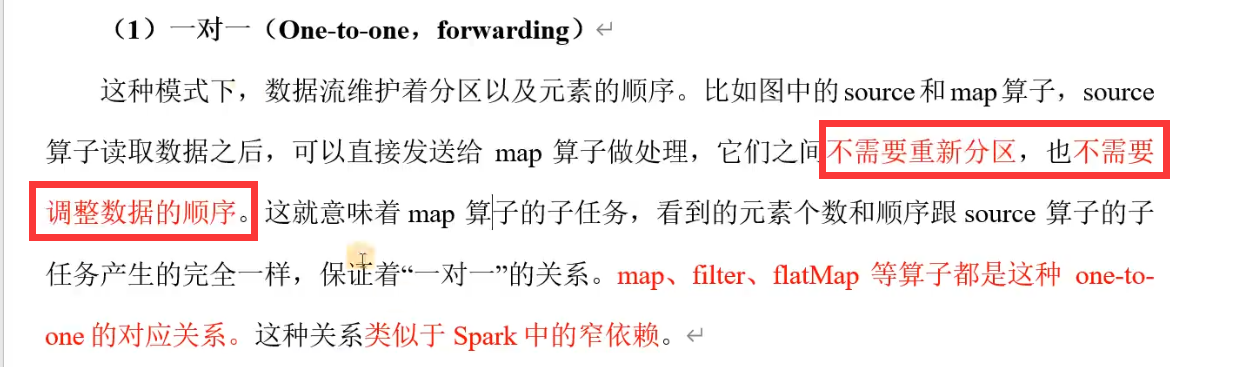 （1）一对一（One-to-one，forwarding）
这种模式下，数据流维护着分区以及元素的顺序。比如图中的 source 和 map 算子，source
算子读取数据之后，可以直接发送给 map 算子做处理，它们之间不需要重新分区，也不需要
调整数据的顺序。这就意味着 map 算子的子任务，看到的元素个数和顺序跟 source 算子的子
任务产生的完全一样，保证着“一对一”的关系。map、filter、flatMap 等算子都是这种 one-to-
one 的对应关系。这种关系类似于 Spark 中的窄依赖。